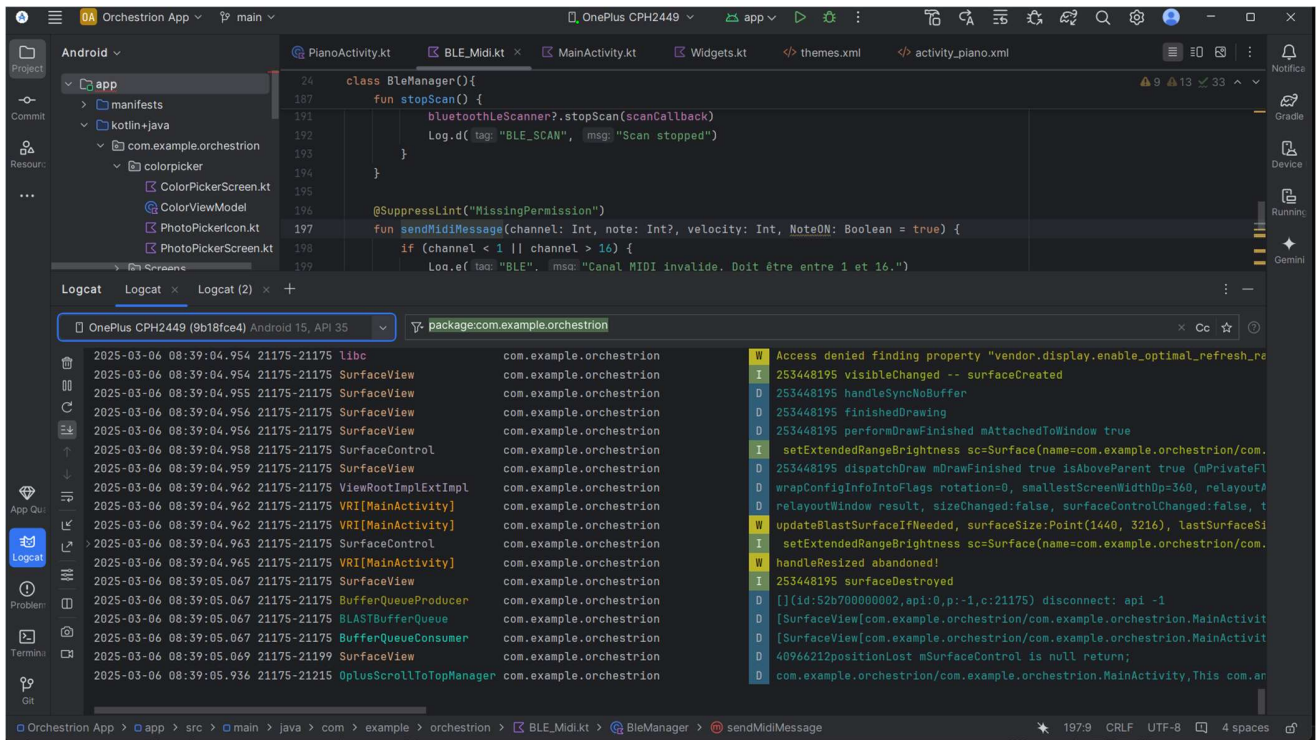 OA Orchestrion App main OnePlus CPH2449 app
Project
Commit
Resourc
App Qua
Logcat
Problem
Termina
Git
Android
app
manifests
kotlin+java
com.example.orchestrion
colorpicker
ColorPickerScreen.kt
ColorViewModel
PhotoPickerIcon.kt
PhotoPickerScreen.kt
Screens
PianoActivity.kt BLE_Midi.kt MainActivity.kt Widgets.kt themes.xml activity_piano.xml
9 13 33
24 class BleManager(){
187 fun stopScan() {
191 bluetoothLeScanner?.stopScan(scanCallback)
192 Log.d( tag: "BLE_SCAN", msg: "Scan stopped")
193 }
194 }
195
196 @SuppressLint("MissingPermission")
197 fun sendMidiMessage(channel: Int, note: Int?, velocity: Int, NoteON: Boolean = true) {
198 if (channel < 1 || channel > 16) {
199 Log.e( tag: "BLE", msg: "Canal MIDI invalide. Doit être entre 1 et 16.")
Notifica
Gradle
Device
Running
Gemini
Logcat Logcat Logcat (2)
OnePlus CPH2449 (9b18fce4) Android 15, API 35 package:com.example.orchestrion Cc
2025-03-06 08:39:04.954 21175-21175 libc com.example.orchestrion W Access denied finding property "vendor.display.enable_optimal_refresh_ra
2025-03-06 08:39:04.954 21175-21175 SurfaceView com.example.orchestrion I 253448195 visibleChanged -- surfaceCreated
2025-03-06 08:39:04.955 21175-21175 SurfaceView com.example.orchestrion D 253448195 handleSyncNoBuffer
2025-03-06 08:39:04.956 21175-21175 SurfaceView com.example.orchestrion D 253448195 finishedDrawing
2025-03-06 08:39:04.956 21175-21175 SurfaceView com.example.orchestrion D 253448195 performDrawFinished mAttachedToWindow true
2025-03-06 08:39:04.958 21175-21175 SurfaceControl com.example.orchestrion I setExtendedRangeBrightness sc=Surface(name=com.example.orchestrion/com.
2025-03-06 08:39:04.959 21175-21175 SurfaceView com.example.orchestrion D 253448195 dispatchDraw mDrawFinished true isAboveParent true (mPrivateFl
2025-03-06 08:39:04.962 21175-21175 ViewRootImplExtImpl com.example.orchestrion D wrapConfigInfoIntoFlags rotation=0, smallestScreenWidthDp=360, relayoutA
2025-03-06 08:39:04.962 21175-21175 VRI[MainActivity] com.example.orchestrion D relayoutWindow result, sizeChanged:false, surfaceControlChanged:false, t
2025-03-06 08:39:04.962 21175-21175 VRI[MainActivity] com.example.orchestrion W updateBlastSurfaceIfNeeded, surfaceSize:Point(1440, 3216), lastSurfaceSi
2025-03-06 08:39:04.963 21175-21175 SurfaceControl com.example.orchestrion I setExtendedRangeBrightness sc=Surface(name=com.example.orchestrion/com.
2025-03-06 08:39:04.965 21175-21175 VRI[MainActivity] com.example.orchestrion W handleResized abandoned!
2025-03-06 08:39:05.067 21175-21175 SurfaceView com.example.orchestrion I 253448195 surfaceDestroyed
2025-03-06 08:39:05.067 21175-21175 BufferQueueProducer com.example.orchestrion D [](id:52b700000002,api:0,p:-1,c:21175) disconnect: api -1
2025-03-06 08:39:05.067 21175-21175 BLASTBufferQueue com.example.orchestrion D [SurfaceView[com.example.orchestrion/com.example.orchestrion.MainActivit
2025-03-06 08:39:05.067 21175-21175 BufferQueueConsumer com.example.orchestrion D [SurfaceView[com.example.orchestrion/com.example.orchestrion.MainActivit
2025-03-06 08:39:05.069 21175-21199 SurfaceView com.example.orchestrion D 40966212positionLost mSurfaceControl is null return;
2025-03-06 08:39:05.936 21175-21215 OplusScrollToTopManager com.example.orchestrion D com.example.orchestrion/com.example.orchestrion.MainActivity,This com.an
Orchestrion App > app > src > main > java > com > example > orchestrion > BLE_Midi.kt > BleManager > sendMidiMessage 197:9 CRLF UTF-8 4 spaces